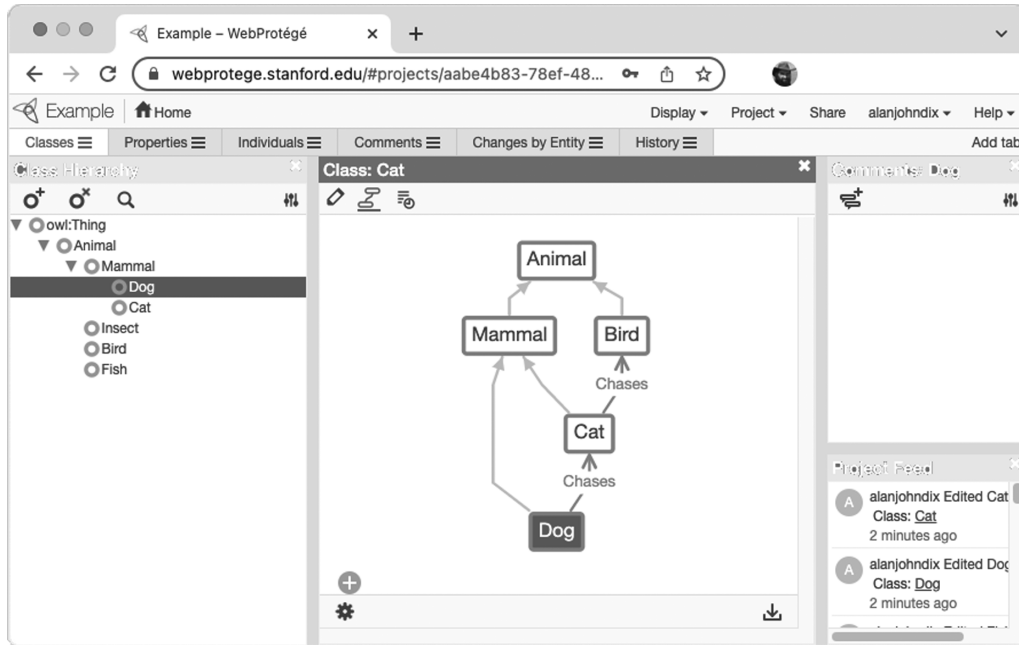 Example – WebProtégé
webprotege.stanford.edu/#projects/aabe4b83-78ef-48...
Example Home Display Project Share alanjohndix Help
Classes Properties Individuals Comments Changes by Entity History Add tab
Class Hierarchy
Class: Cat
Comments: Dog
owl:Thing
Animal
Mammal
Dog
Cat
Insect
Bird
Fish
Animal
Mammal
Bird
Chases
Cat
Chases
Dog
Project Feed
A
alanjohndix Edited Cat
Class: Cat
2 minutes ago
A
alanjohndix Edited Dog
Class: Dog
2 minutes ago